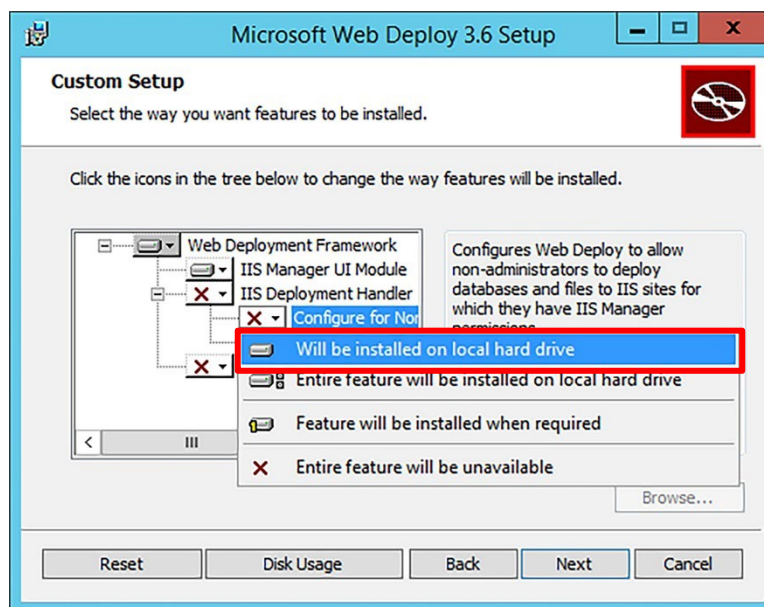 Microsoft Web Deploy 3.6 Setup
Custom Setup
Select the way you want features to be installed.
Click the icons in the tree below to change the way features will be installed.
Web Deployment Framework
IIS Manager UI Module
IIS Deployment Handler
Configure for Nor
Configures Web Deploy to allow
non-administrators to deploy
databases and files to IIS sites for
which they have IIS Manager
Will be installed on local hard drive
Entire feature will be installed on local hard drive
Feature will be installed when required
Entire feature will be unavailable
Browse...
Reset
Disk Usage
Back
Next
Cancel